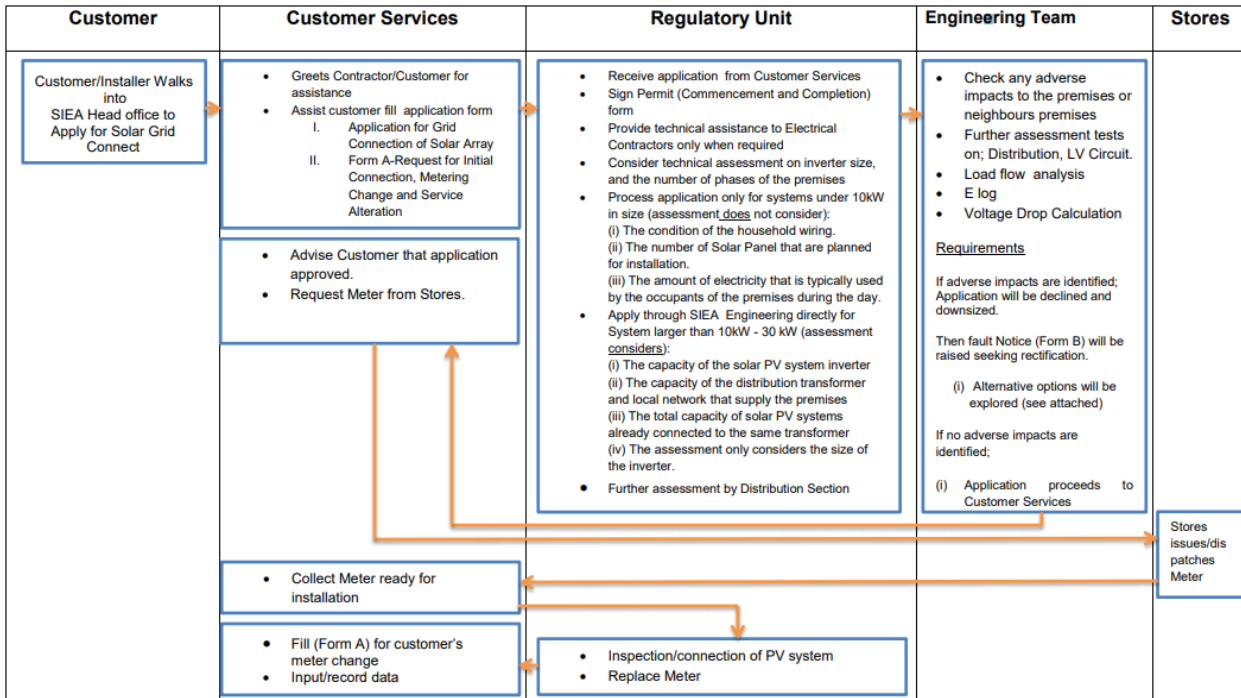 Customer
Customer Services
Regulatory Unit
Engineering Team
Stores
Customer/Installer Walks
into
SIEA Head office to
Apply for Solar Grid
Connect
• Greets Contractor/Customer for
assistance
• Assist customer fill application form
I. Application for Grid
Connection of Solar Array
II. Form A-Request for Initial
Connection, Metering
Change and Service
Alteration
• Advise Customer that application
approved.
• Request Meter from Stores.
• Receive application from Customer Services
• Sign Permit (Commencement and Completion)
form
• Provide technical assistance to Electrical
Contractors only when required
• Consider technical assessment on inverter size,
and the number of phases of the premises
• Process application only for systems under 10kW
in size (assessment does not consider):
(i) The condition of the household wiring.
(ii) The number of Solar Panel that are planned
for installation.
(iii) The amount of electricity that is typically used
by the occupants of the premises during the day.
• Apply through SIEA Engineering directly for
System larger than 10kW - 30 kW (assessment
considers):
(i) The capacity of the solar PV system inverter
(ii) The capacity of the distribution transformer
and local network that supply the premises
(iii) The total capacity of solar PV systems
already connected to the same transformer
(iv) The assessment only considers the size of
the inverter.
• Further assessment by Distribution Section
• Check any adverse
impacts to the premises or
neighbours premises
• Further assessment tests
on; Distribution, LV Circuit.
• Load flow analysis
• E log
• Voltage Drop Calculation
Requirements
If adverse impacts are identified;
Application will be declined and
downsized.
Then fault Notice (Form B) will be
raised seeking rectification.
(i) Alternative options will be
explored (see attached)
If no adverse impacts are
identified;
(i) Application proceeds to
Customer Services
Stores
issues/dis
patches
Meter
• Collect Meter ready for
installation
• Inspection/connection of PV system
• Replace Meter
• Fill (Form A) for customer's
meter change
• Input/record data